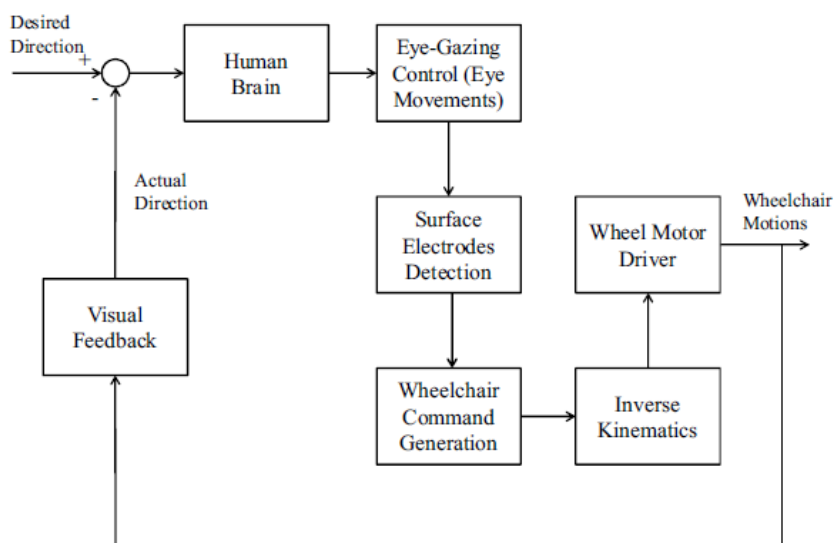 Desired
Direction
+
-
Human
Brain
Eye-Gazing
Control (Eye
Movements)
Actual
Direction
Surface
Electrodes
Detection
Wheel Motor
Driver
Wheelchair
Motions
Visual
Feedback
Wheelchair
Command
Generation
Inverse
Kinematics